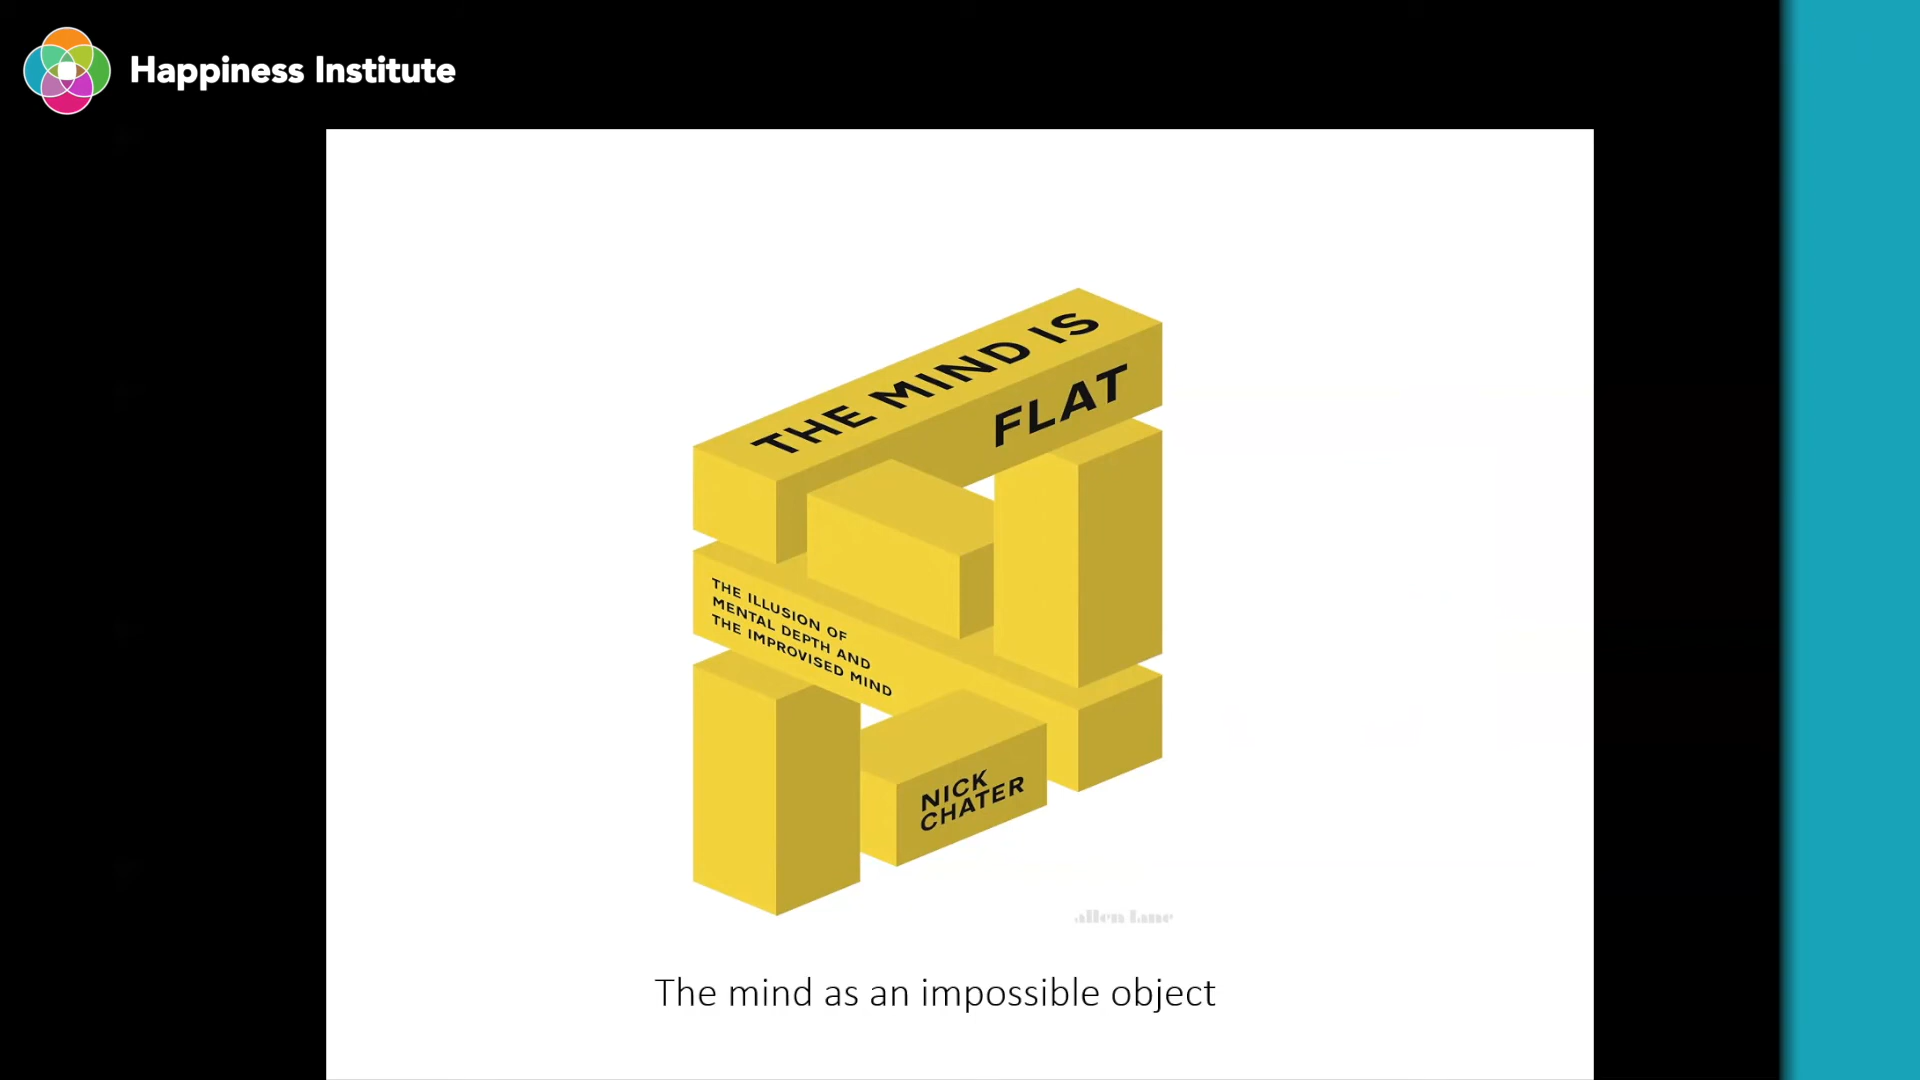 Happiness Institute
THE MIND IS
FLAT
THE ILLUSION OF
MENTAL DEPTH AND
THE IMPROVISED MIND
NICK
CHATER
allen lane
The mind as an impossible object